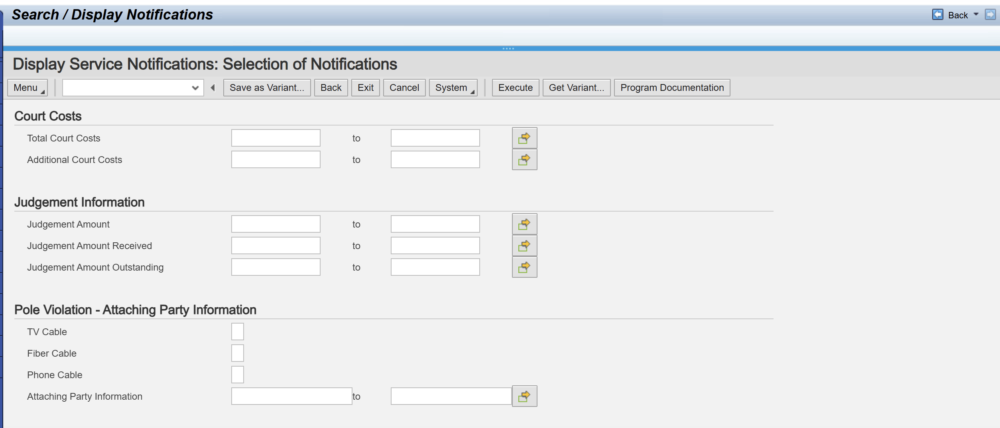 Search / Display Notifications
Back
Display Service Notifications: Selection of Notifications
Menu Save as Variant... Back Exit Cancel System Execute Get Variant... Program Documentation
Court Costs
Total Court Costs to
Additional Court Costs to
Judgement Information
Judgement Amount to
Judgement Amount Received to
Judgement Amount Outstanding to
Pole Violation - Attaching Party Information
TV Cable
Fiber Cable
Phone Cable
Attaching Party Information to